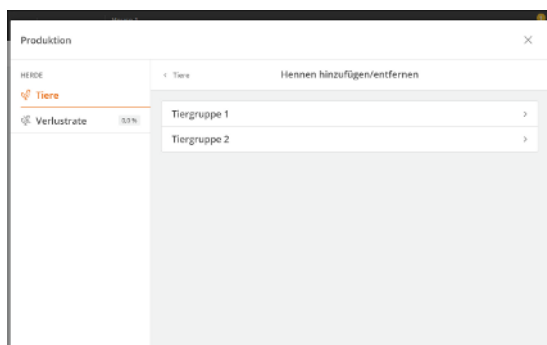 Produktion
HERDE
Tiere
Verlustrate
‹ Tiere
Hennen hinzufügen/entfernen
Tiergruppe 1
Tiergruppe 2